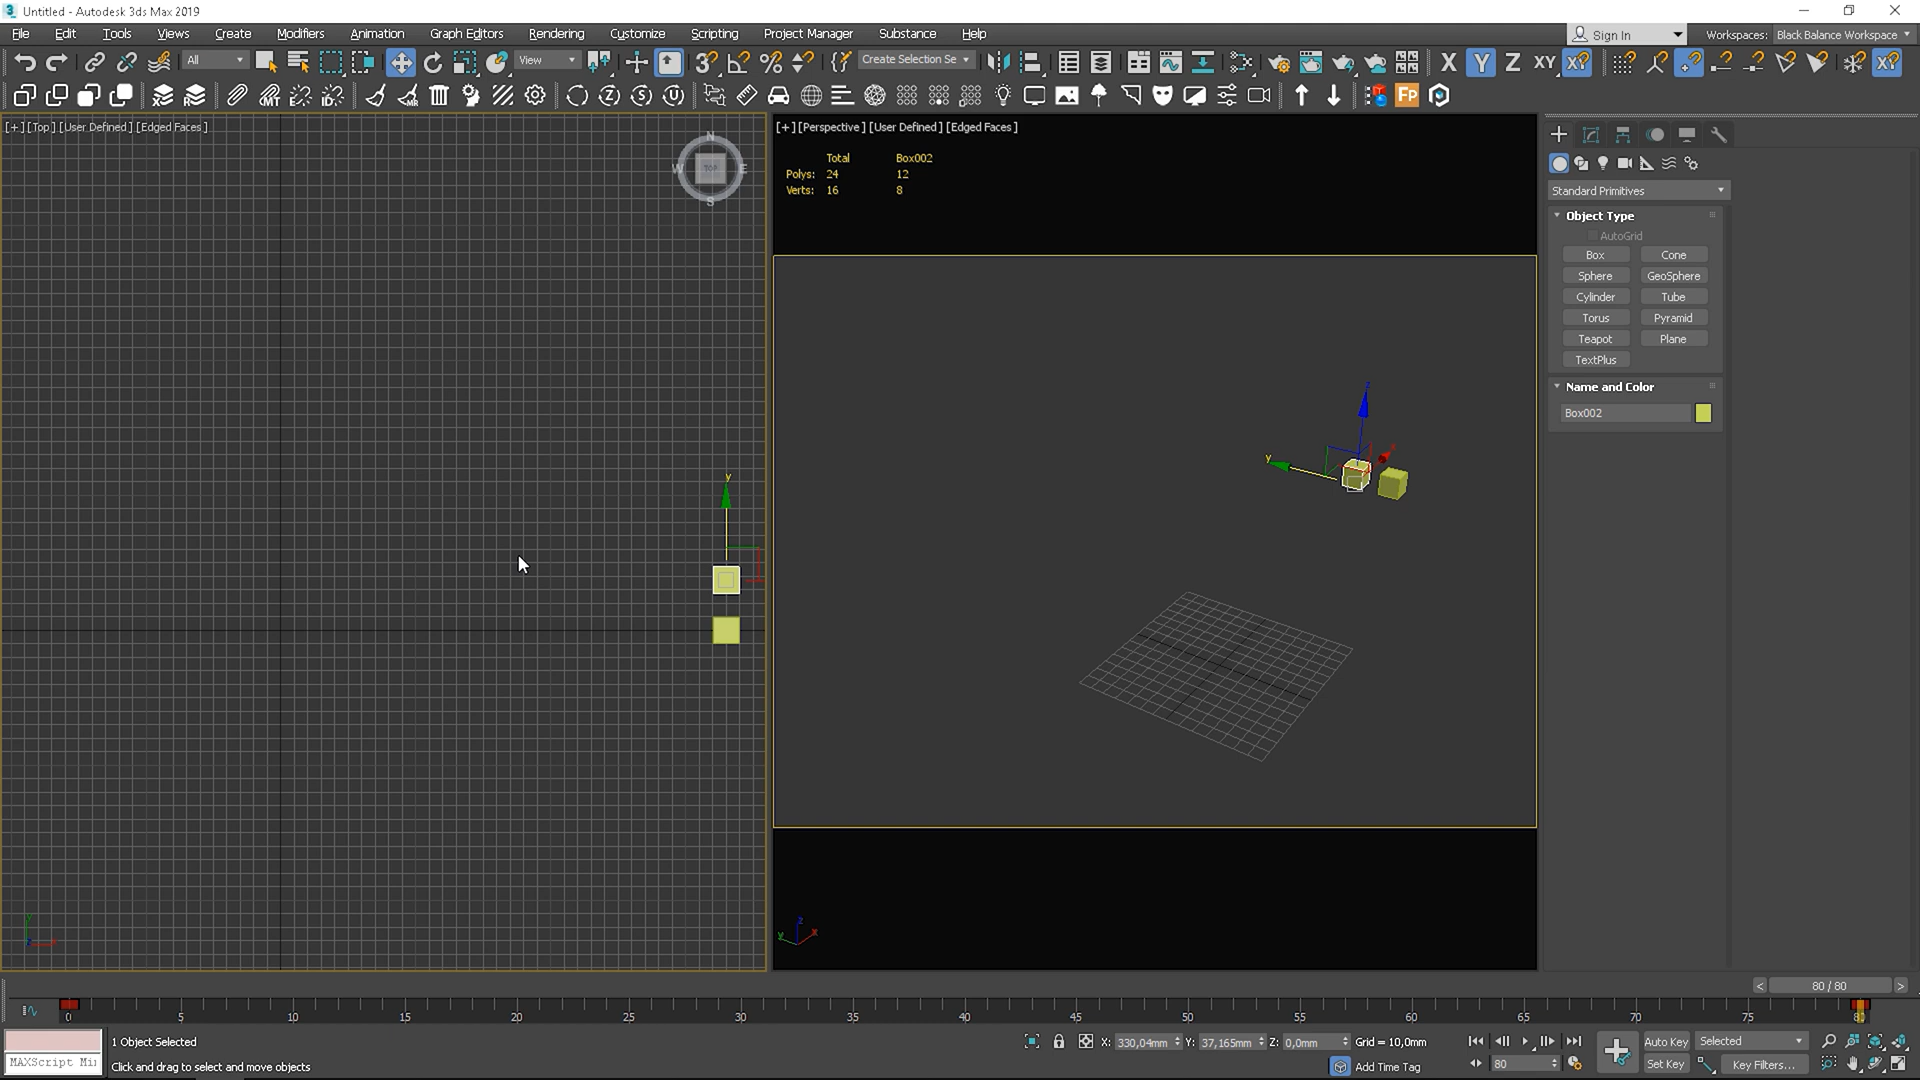 Untitled - Autodesk 3ds Max 2019
File Edit Tools Views Create Modifiers Animation Graph Editors Rendering Customize Scripting Project Manager Substance Help
Sign In Workspaces: Black Balance Workspace
All View Create Selection Se X Y Z XY
[+] [Top] [User Defined] [Edged Faces]
N
W TOP E
S
[+] [Perspective] [User Defined] [Edged Faces]
Total Box002
Polys: 24 12
Verts: 16 8
Standard Primitives
Object Type
AutoGrid
Box Cone
Sphere GeoSphere
Cylinder Tube
Torus Pyramid
Teapot Plane
TextPlus
Name and Color
Box002
z
y
x
y
80 / 80
0 5 10 15 20 25 30 35 40 45 50 55 60 65 70 75 80
1 Object Selected X: 330,04mm Y: 37,165mm Z: 0,0mm Grid = 10,0mm Auto Key Selected
MAXScript Mi Click and drag to select and move objects Add Time Tag 80 Set Key Key Filters...